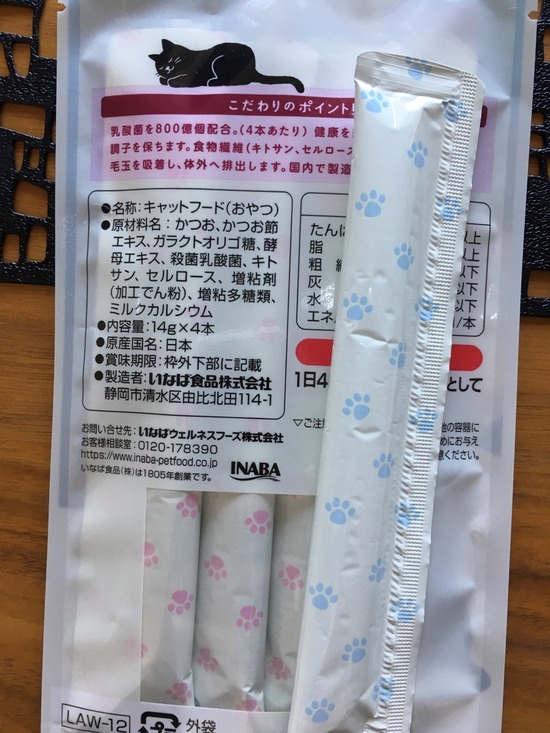 こだわりのポイント!
乳酸菌を800億個配合。(4本あたり) 健康を
調子を保ちます。食物繊維(キトサン、セルロース
毛玉を吸着し、体外へ排出します。国内で製造
●名称：キャットフード(おやつ)
●原材料名：かつお、かつお節
エキス、ガラクトオリゴ糖、酵
母エキス、殺菌乳酸菌、キト
サン、セルロース、増粘剤
(加工でん粉)、増粘多糖類、
ミルクカルシウム
●内容量：14g×4本
●原産国名：日本
●賞味期限：枠外下部に記載
●製造者：いなば食品株式会社
静岡市清水区由比北田114-1
たん 以上
脂 以上
粗 以下
灰 以下
水 以下
エネ /本
1日4 として
▽ご注
他の容器に
めにお与え
ください。
お問い合せ先：いなばウェルネスフーズ株式会社
お客様相談室：0120-178390
https://www.inaba-petfood.co.jp
いなば食品(株)は1805年創業です。
INABA
LAW-12
外袋